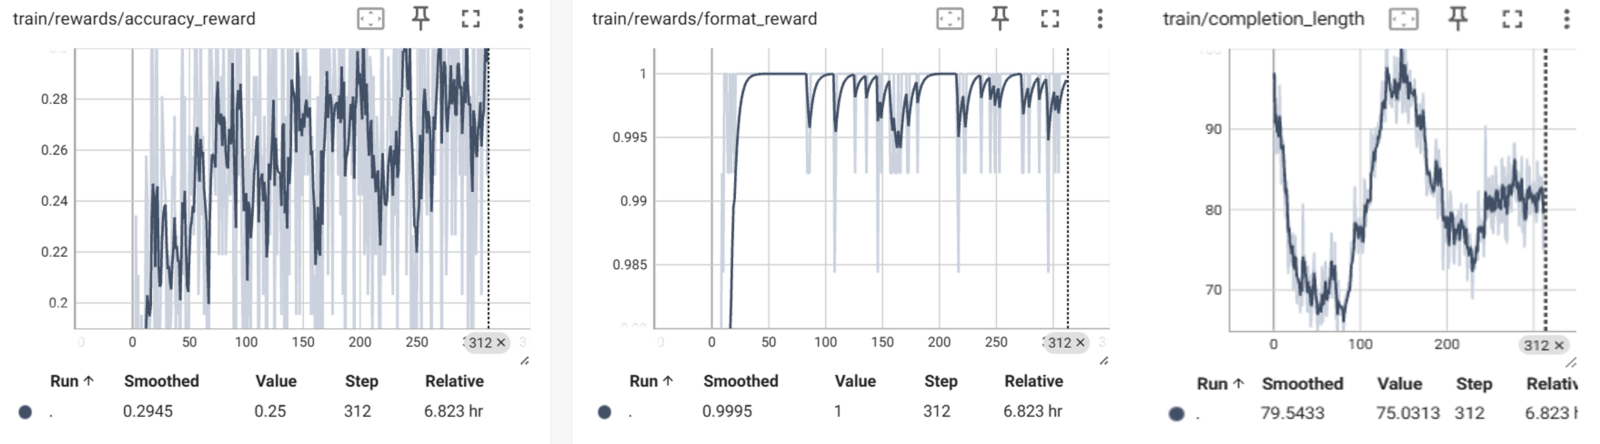 train/rewards/accuracy_reward
0.28
0.26
0.24
0.22
0.2
0 50 100 150 200 250 312 ×
Run ↑ Smoothed Value Step Relative
. 0.2945 0.25 312 6.823 hr
train/rewards/format_reward
1
0.995
0.99
0.985
0 50 100 150 200 250 312 ×
Run ↑ Smoothed Value Step Relative
. 0.9995 1 312 6.823 hr
train/completion_length
90
80
70
0 100 200 312 ×
Run ↑ Smoothed Value Step Relativ
. 79.5433 75.0313 312 6.823 h